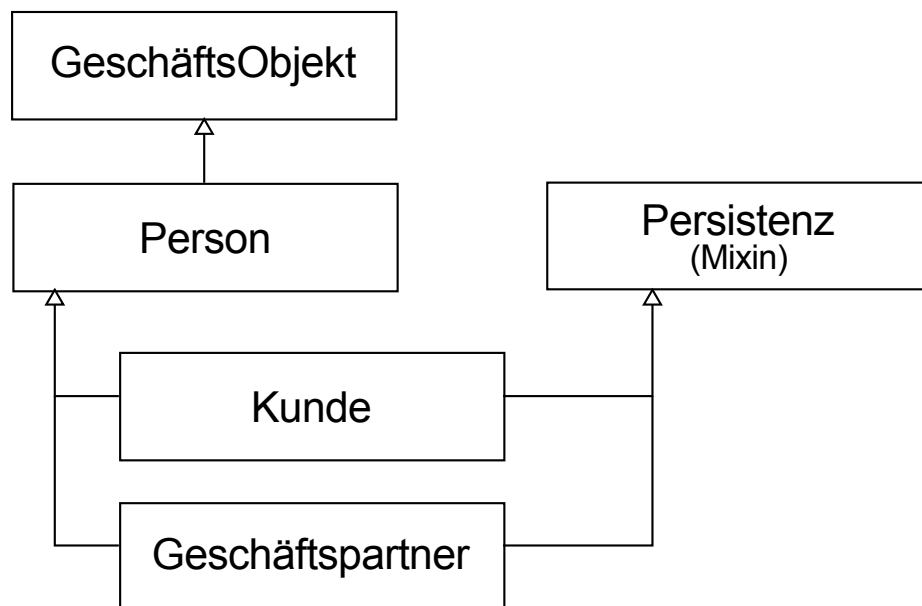 GeschäftsObjekt
Person
Persistenz
(Mixin)
Kunde
Geschäftspartner